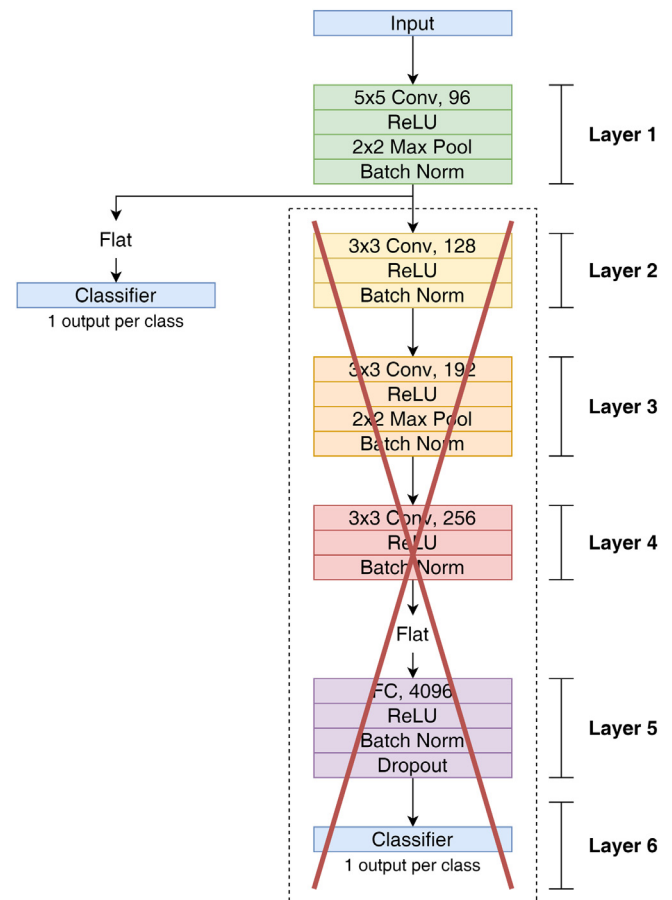 Input
5x5 Conv, 96
ReLU
2x2 Max Pool
Batch Norm
Layer 1
Flat
Classifier
1 output per class
3x3 Conv, 128
ReLU
Batch Norm
Layer 2
3x3 Conv, 192
ReLU
2x2 Max Pool
Batch Norm
Layer 3
3x3 Conv, 256
ReLU
Batch Norm
Layer 4
Flat
FC, 4096
ReLU
Batch Norm
Dropout
Layer 5
Classifier
1 output per class
Layer 6